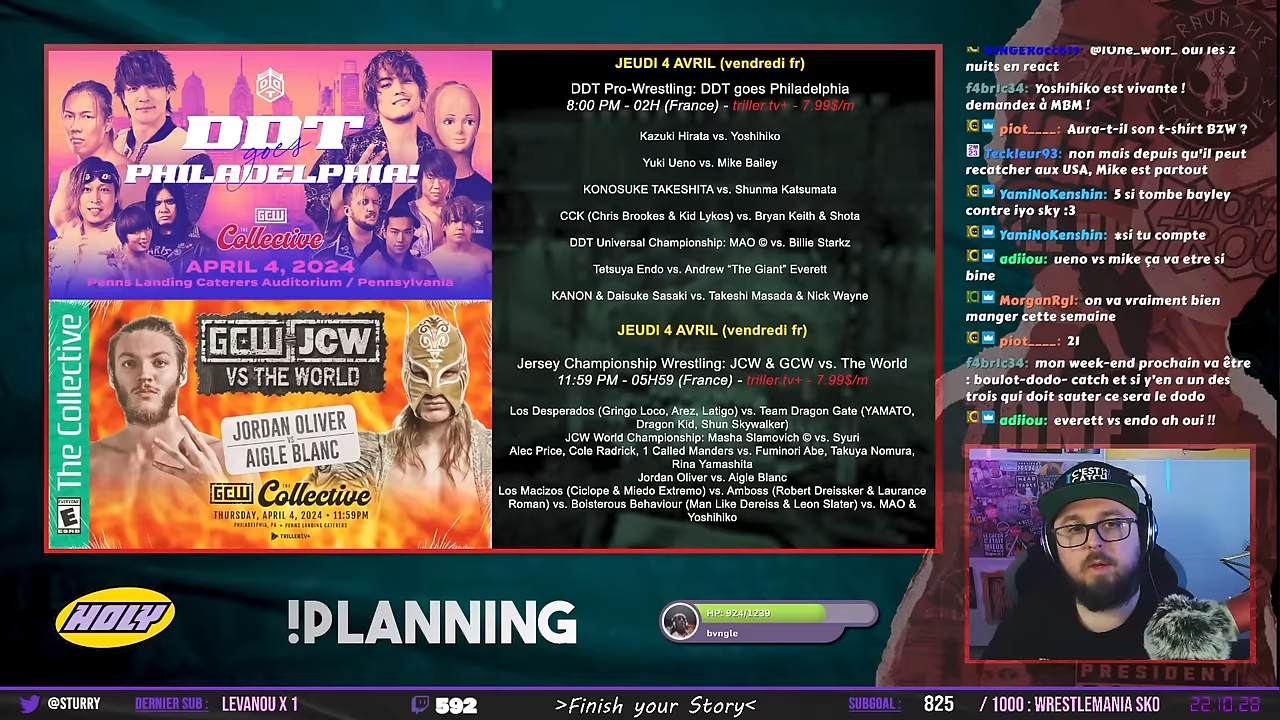 DDT
goes
PHILADELPHIA!
GCW
The Collective
APRIL 4, 2024
Penns Landing Caterers Auditorium / Pennsylvania
The Collective
EVERYONE
E
ESRB
GCW JCW
VS THE WORLD
JORDAN OLIVER
VS
AIGLE BLANC
GCW The Collective
THURSDAY, APRIL 4, 2024 • 11:59PM
PHILADELPHIA, PA • PENNS LANDING CATERERS
TRILLERTV+
JEUDI 4 AVRIL (vendredi fr)
DDT Pro-Wrestling: DDT goes Philadelphia
8:00 PM - 02H (France) - triller.tv+ - 7.99$/m
Kazuki Hirata vs. Yoshihiko
Yuki Ueno vs. Mike Bailey
KONOSUKE TAKESHITA vs. Shunma Katsumata
CCK (Chris Brookes & Kid Lykos) vs. Bryan Keith & Shota
DDT Universal Championship: MAO © vs. Billie Starkz
Tetsuya Endo vs. Andrew “The Giant” Everett
KANON & Daisuke Sasaki vs. Takeshi Masada & Nick Wayne
JEUDI 4 AVRIL (vendredi fr)
Jersey Championship Wrestling: JCW & GCW vs. The World
11:59 PM - 05H59 (France) - triller.tv+ - 7.99$/m
Los Desperados (Gringo Loco, Arez, Latigo) vs. Team Dragon Gate (YAMATO,
Dragon Kid, Shun Skywalker)
JCW World Championship: Masha Slamovich © vs. Syuri
Alec Price, Cole Radrick, 1 Called Manders vs. Fuminori Abe, Takuya Nomura,
Rina Yamashita
Jordan Oliver vs. Aigle Blanc
Los Macizos (Ciclope & Miedo Extremo) vs. Amboss (Robert Dreissker & Laurance
Roman) vs. Boisterous Behaviour (Man Like Dereiss & Leon Slater) vs. MAO &
Yoshihiko
@lOne_wolf_ oui les 2
nuits en react
f4br1c34: Yoshihiko est vivante !
demandez à MBM !
piot____: Aura-t-il son t-shirt BZW ?
Teckleur93: non mais depuis qu'il peut
recatcher aux USA, Mike est partout
YamiNoKenshin: 5 si tombe bayley
contre iyo sky :3
YamiNoKenshin: *si tu compte
adiiou: ueno vs mike ça va etre si
bine
MorganRgl: on va vraiment bien
manger cette semaine
piot____: 21
f4br1c34: mon week-end prochain va être
: boulot-dodo- catch et si y'en a un des
trois qui doit sauter ce sera le dodo
adiiou: everett vs endo ah oui !!
C'EST
CATCH
HOLY
!PLANNING
HP: 924/1239
bvngle
PRESIDENT
@STURRY
DERNIER SUB :
LEVANOU X 1
592
>Finish your Story<
SUBGOAL :
825
/ 1000 : WRESTLEMANIA SKO
22:10:28